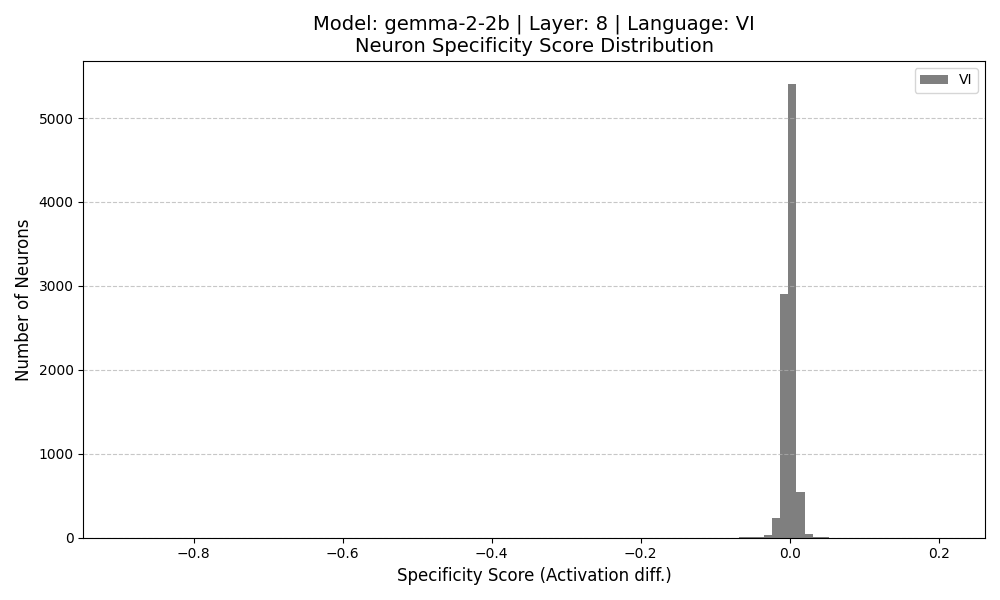 Model: gemma-2-2b | Layer: 8 | Language: VI
Neuron Specificity Score Distribution
VI
Number of Neurons
5000
4000
3000
2000
1000
0
−0.8 −0.6 −0.4 −0.2 0.0 0.2
Specificity Score (Activation diff.)